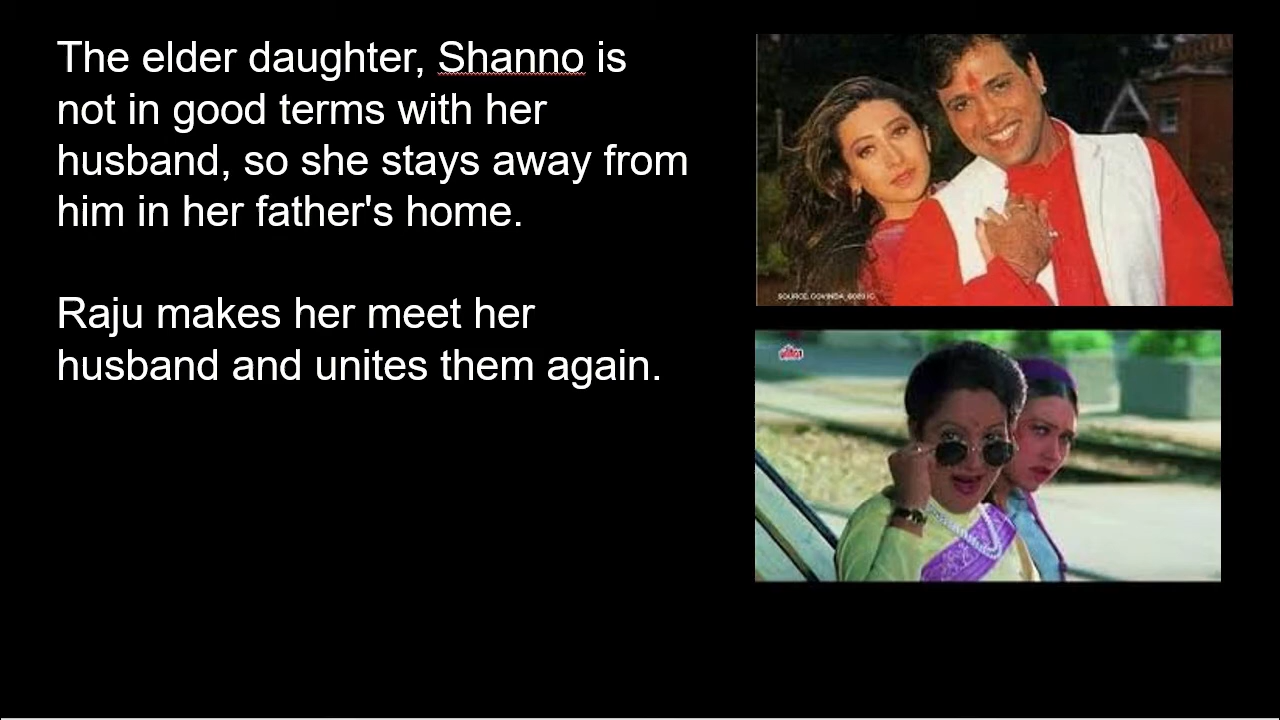 The elder daughter, Shanno is
not in good terms with her
husband, so she stays away from
him in her father's home.
Raju makes her meet her
husband and unites them again.